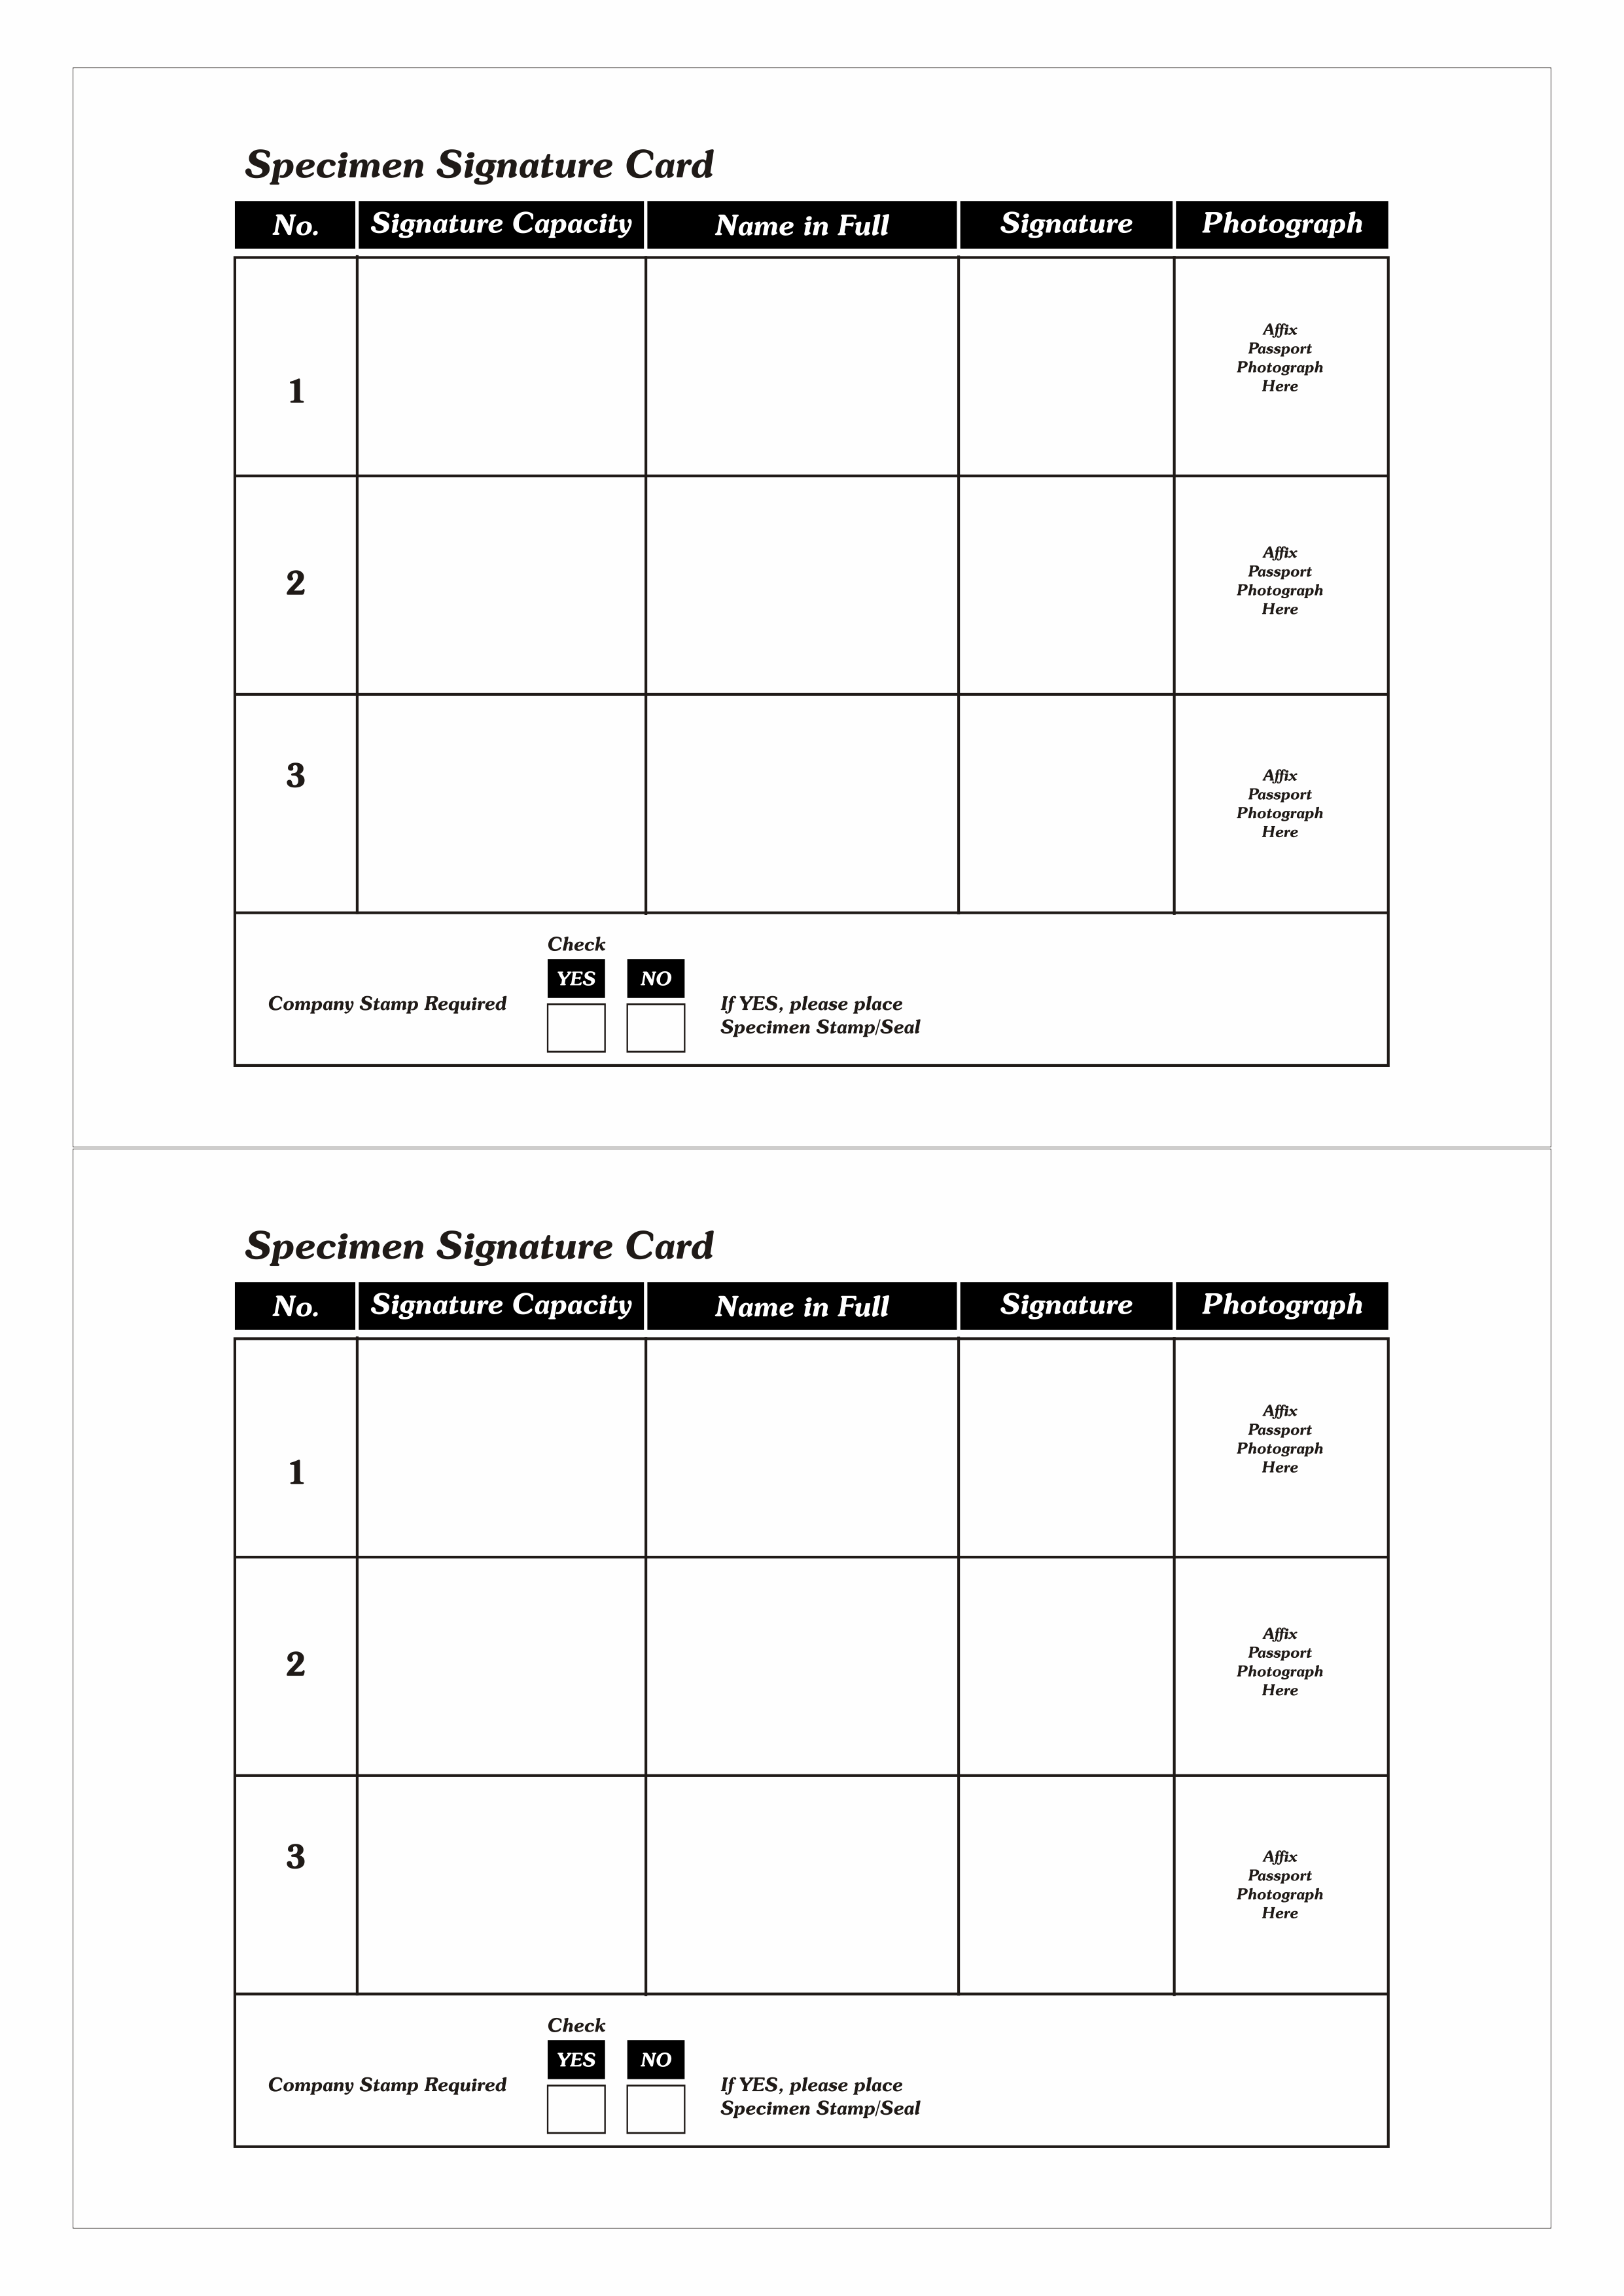 Specimen Signature Card
No. Signature Capacity Name in Full Signature Photograph
1
Affix
Passport
Photograph
Here
2
Affix
Passport
Photograph
Here
3
Affix
Passport
Photograph
Here
Check
YES NO
Company Stamp Required
If YES, please place
Specimen Stamp/Seal
Specimen Signature Card
No. Signature Capacity Name in Full Signature Photograph
1
Affix
Passport
Photograph
Here
2
Affix
Passport
Photograph
Here
3
Affix
Passport
Photograph
Here
Check
YES NO
Company Stamp Required
If YES, please place
Specimen Stamp/Seal